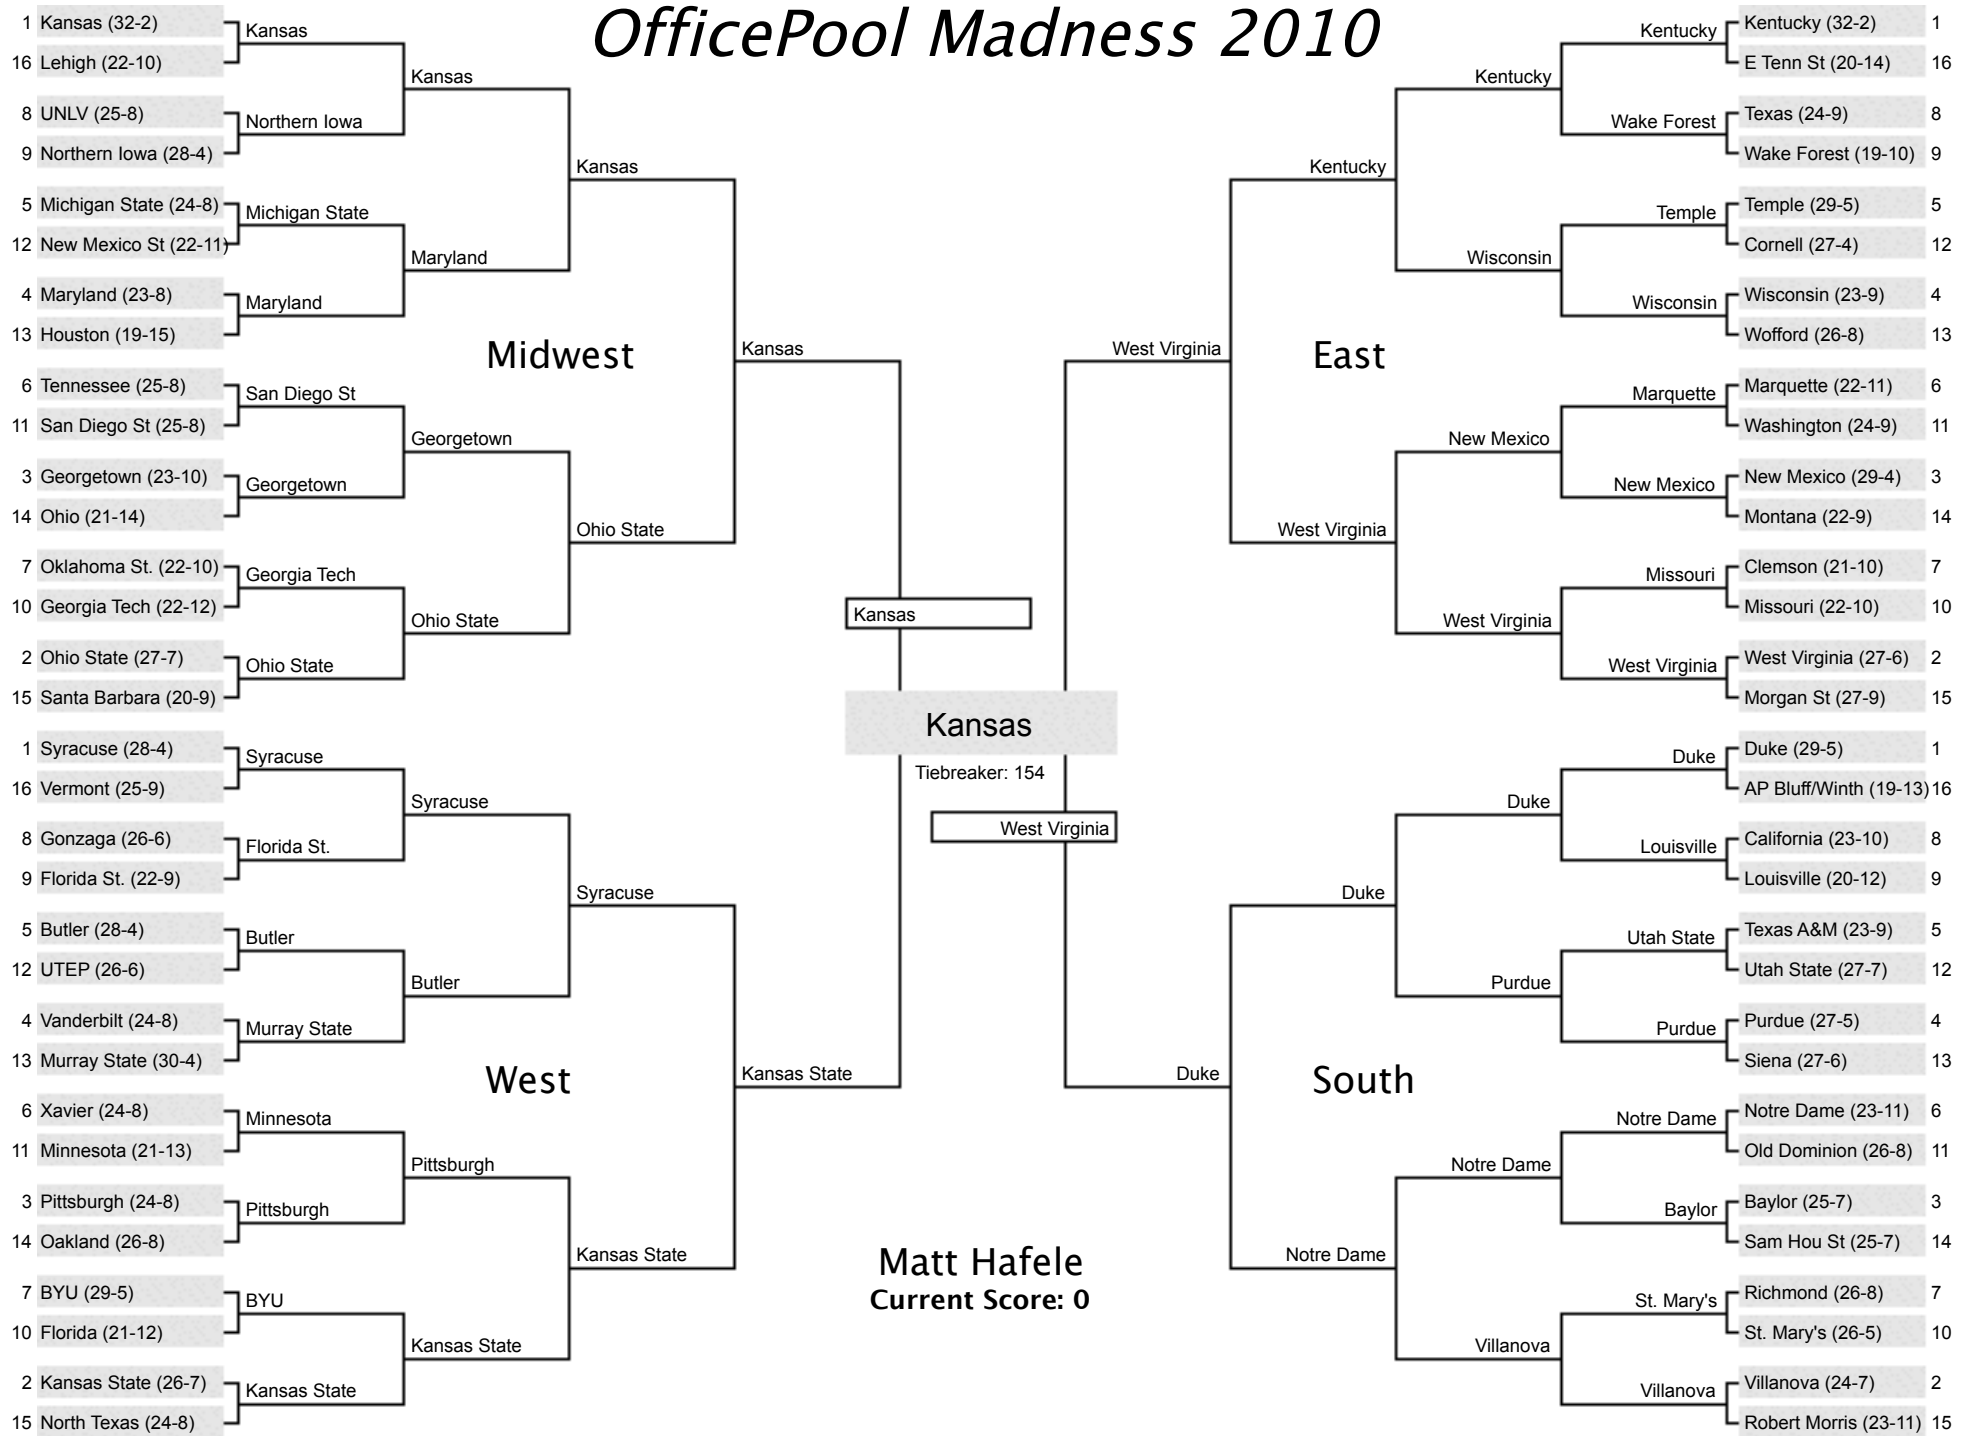 OfficePool Madness 2010
1 Kansas (32-2)
16 Lehigh (22-10)
8 UNLV (25-8)
9 Northern Iowa (28-4)
5 Michigan State (24-8)
12 New Mexico St (22-11)
4 Maryland (23-8)
13 Houston (19-15)
6 Tennessee (25-8)
11 San Diego St (25-8)
3 Georgetown (23-10)
14 Ohio (21-14)
7 Oklahoma St. (22-10)
10 Georgia Tech (22-12)
2 Ohio State (27-7)
15 Santa Barbara (20-9)
Kansas
Northern Iowa
Michigan State
Maryland
San Diego St
Georgetown
Georgia Tech
Ohio State
Kansas
Maryland
Georgetown
Ohio State
Kansas
Ohio State
Midwest
Kansas
1 Syracuse (28-4)
16 Vermont (25-9)
8 Gonzaga (26-6)
9 Florida St. (22-9)
5 Butler (28-4)
12 UTEP (26-6)
4 Vanderbilt (24-8)
13 Murray State (30-4)
6 Xavier (24-8)
11 Minnesota (21-13)
3 Pittsburgh (24-8)
14 Oakland (26-8)
7 BYU (29-5)
10 Florida (21-12)
2 Kansas State (26-7)
15 North Texas (24-8)
Syracuse
Florida St.
Butler
Murray State
Minnesota
Pittsburgh
BYU
Kansas State
Syracuse
Butler
Pittsburgh
Kansas State
Syracuse
Kansas State
West
Kansas State
Kansas
Kansas
Tiebreaker: 154
West Virginia
Matt Hafele
Current Score: 0
West Virginia
East
Kentucky
West Virginia
Kentucky
Wisconsin
New Mexico
West Virginia
Kentucky
Wake Forest
Temple
Wisconsin
Marquette
New Mexico
Missouri
West Virginia
Kentucky (32-2) 1
E Tenn St (20-14) 16
Texas (24-9) 8
Wake Forest (19-10) 9
Temple (29-5) 5
Cornell (27-4) 12
Wisconsin (23-9) 4
Wofford (26-8) 13
Marquette (22-11) 6
Washington (24-9) 11
New Mexico (29-4) 3
Montana (22-9) 14
Clemson (21-10) 7
Missouri (22-10) 10
West Virginia (27-6) 2
Morgan St (27-9) 15
Duke
South
Duke
Notre Dame
Duke
Purdue
Notre Dame
Villanova
Duke
Louisville
Utah State
Purdue
Notre Dame
Baylor
St. Mary's
Villanova
Duke (29-5) 1
AP Bluff/Winth (19-13) 16
California (23-10) 8
Louisville (20-12) 9
Texas A&M (23-9) 5
Utah State (27-7) 12
Purdue (27-5) 4
Siena (27-6) 13
Notre Dame (23-11) 6
Old Dominion (26-8) 11
Baylor (25-7) 3
Sam Hou St (25-7) 14
Richmond (26-8) 7
St. Mary's (26-5) 10
Villanova (24-7) 2
Robert Morris (23-11) 15